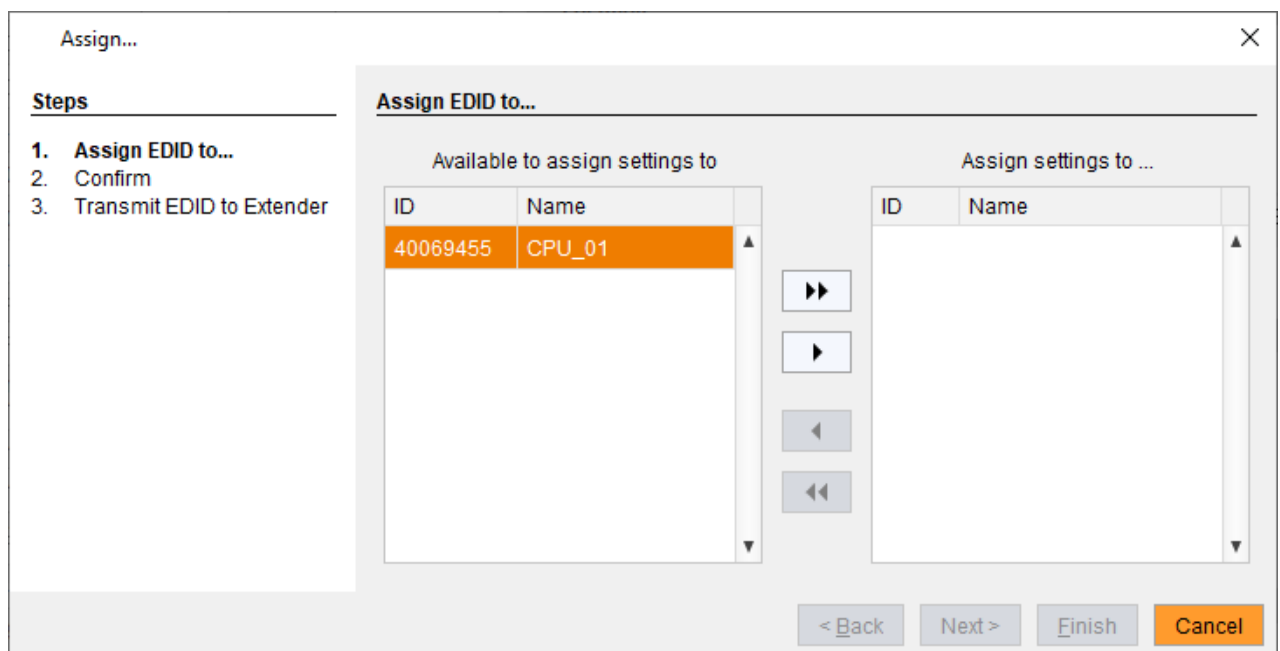 Assign...
Steps
1. Assign EDID to...
2. Confirm
3. Transmit EDID to Extender
Assign EDID to...
Available to assign settings to
ID Name
40069455 CPU_01
Assign settings to ...
ID Name
< Back Next > Finish Cancel